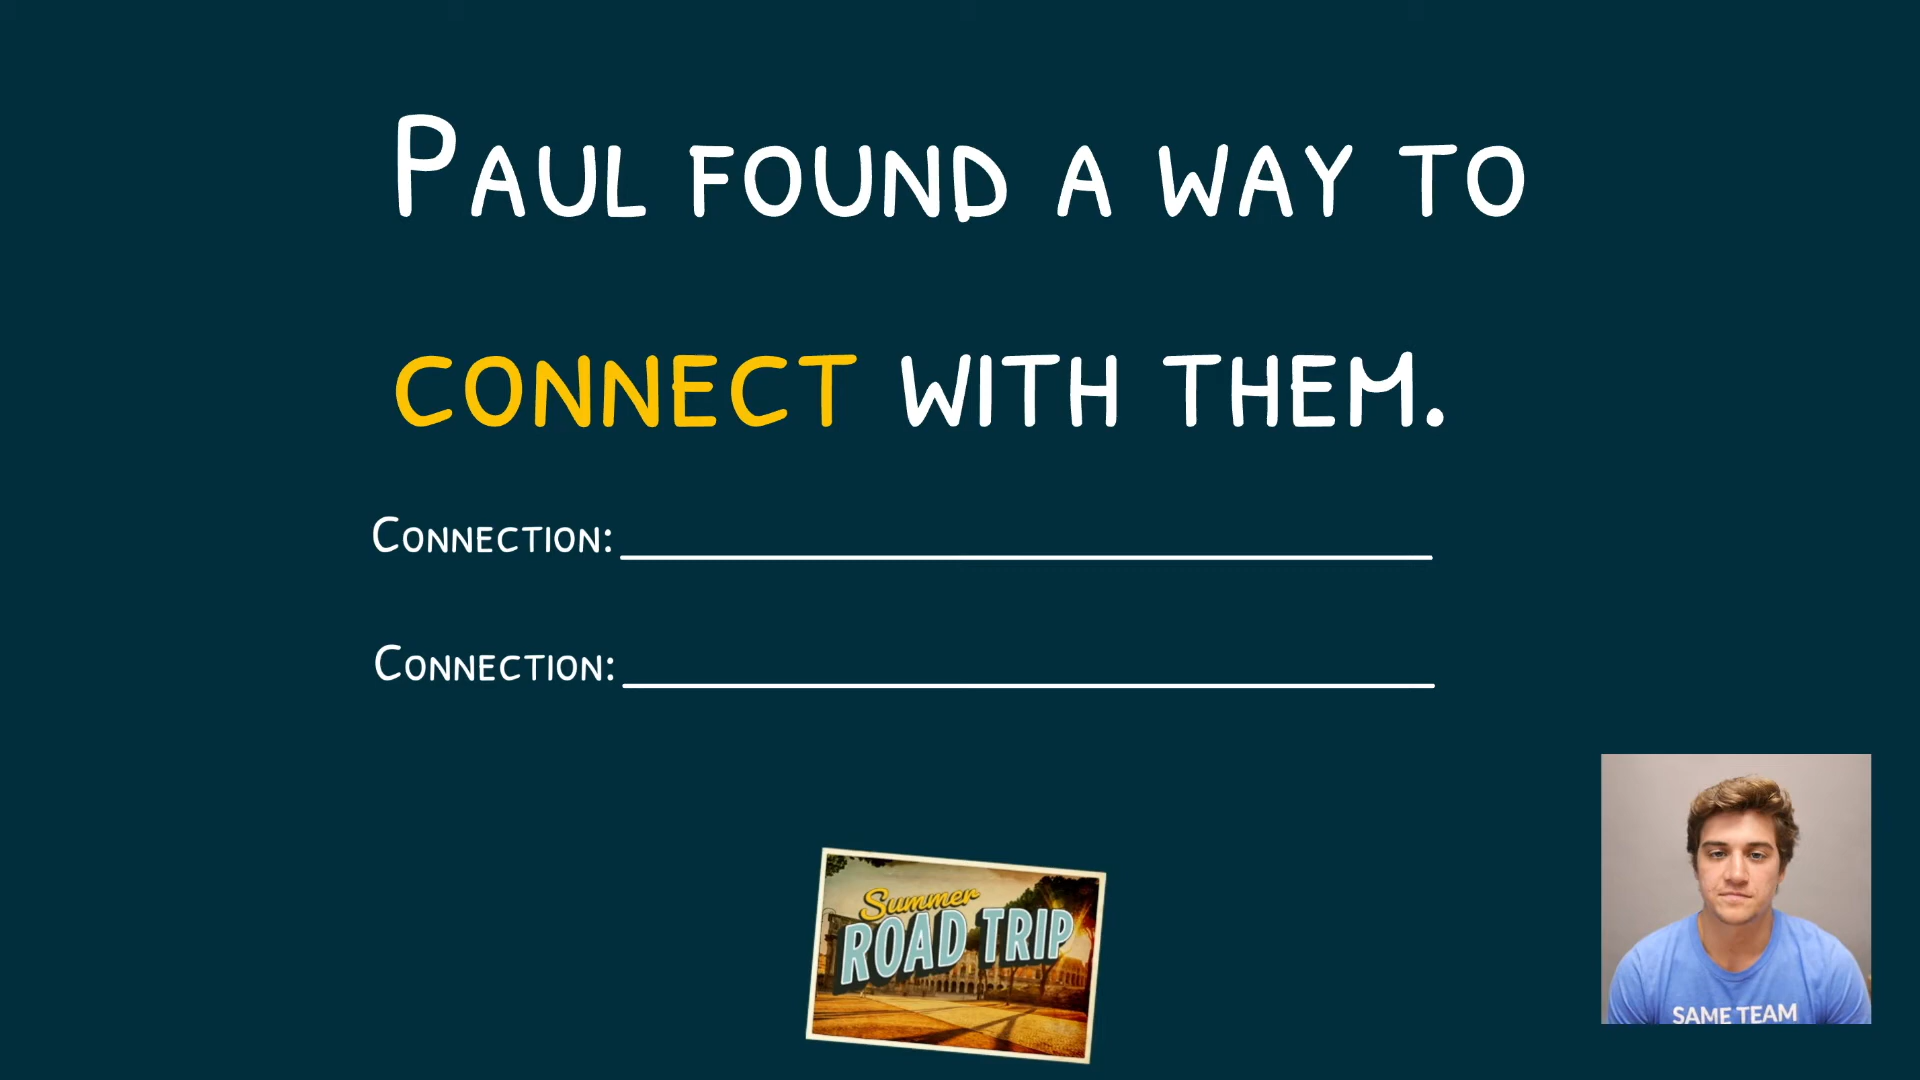 Paul found a way to
connect with them.
Connection:
Connection:
Summer
ROAD TRIP
SAME TEAM